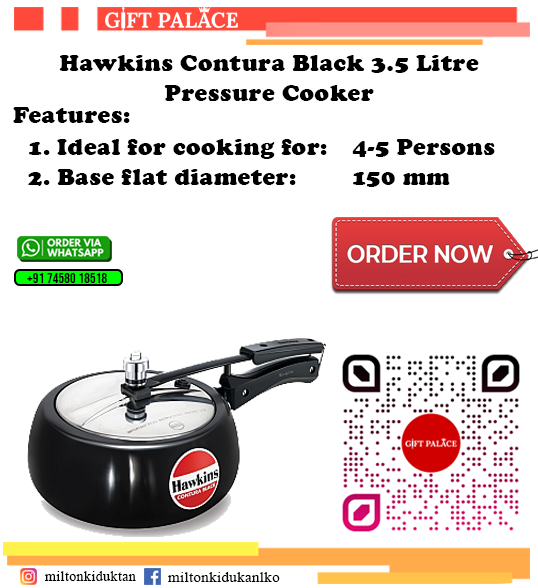 GIFT PALACE
Hawkins Contura Black 3.5 Litre
Pressure Cooker
Features:
1. Ideal for cooking for: 4-5 Persons
2. Base flat diameter: 150 mm
ORDER VIA
WHATSAPP
+91 74580 18518
ORDER NOW
Hawkins
CONTURA BLACK
GIFT PALACE
miltonkiduktan miltonkidukanlko